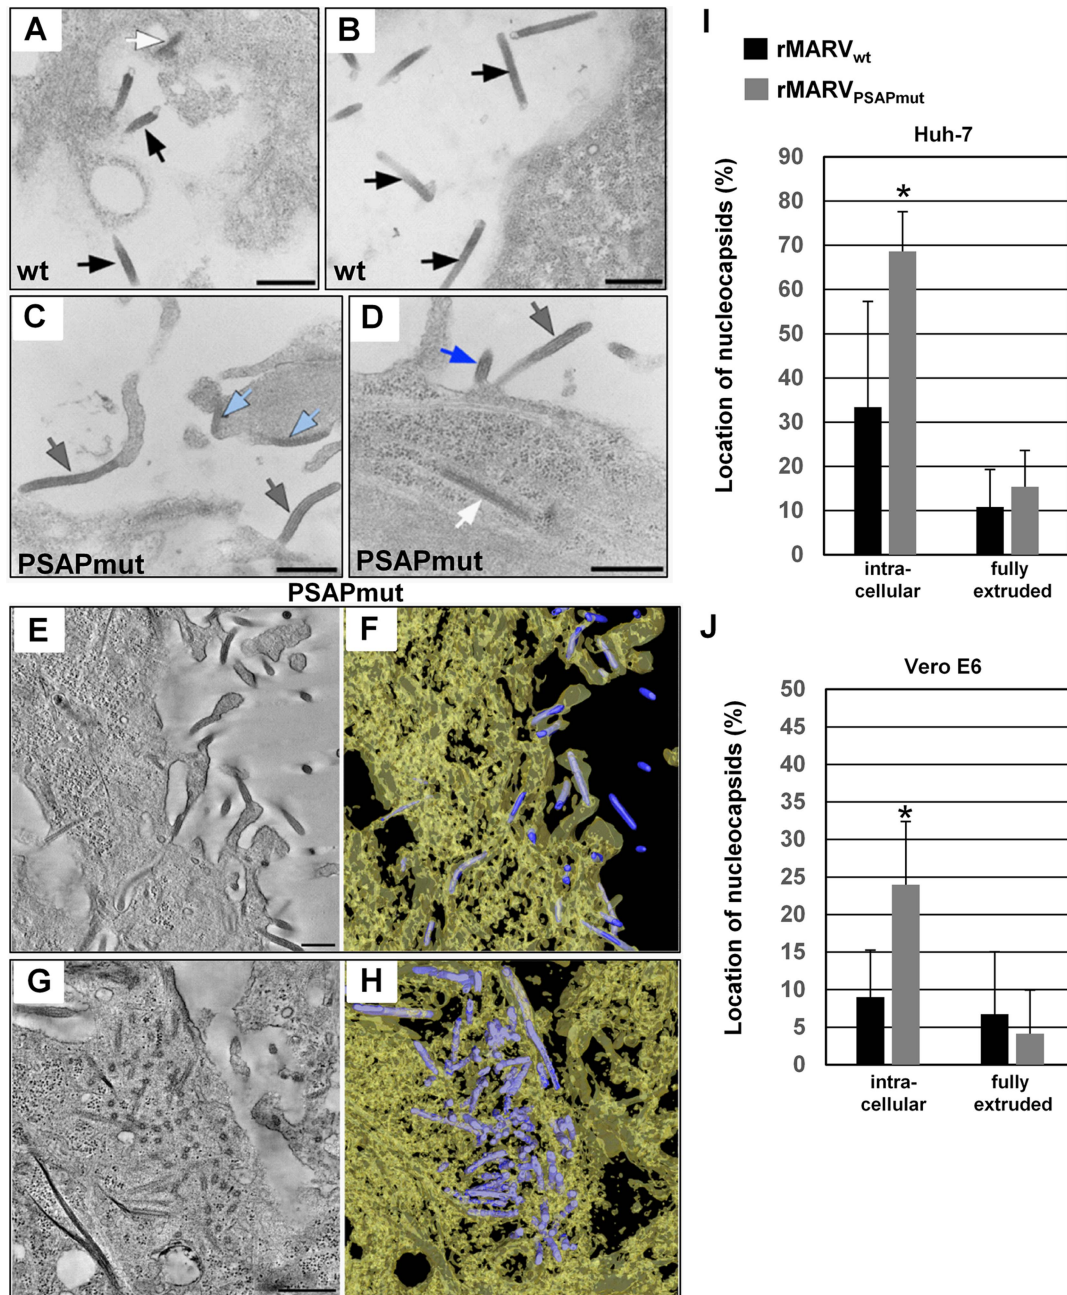 A
wt
B
wt
C
PSAPmut
D
PSAPmut
PSAPmut
E
F
G
H
I
rMARVwt
rMARVPSAPmut
Huh-7
Location of nucleocapsids (%)
90
80
70
60
50
40
30
20
10
0
*
intra-
cellular
fully
extruded
J
Vero E6
Location of nucleocapsids (%)
50
45
40
35
30
25
20
15
10
5
0
*
intra-
cellular
fully
extruded